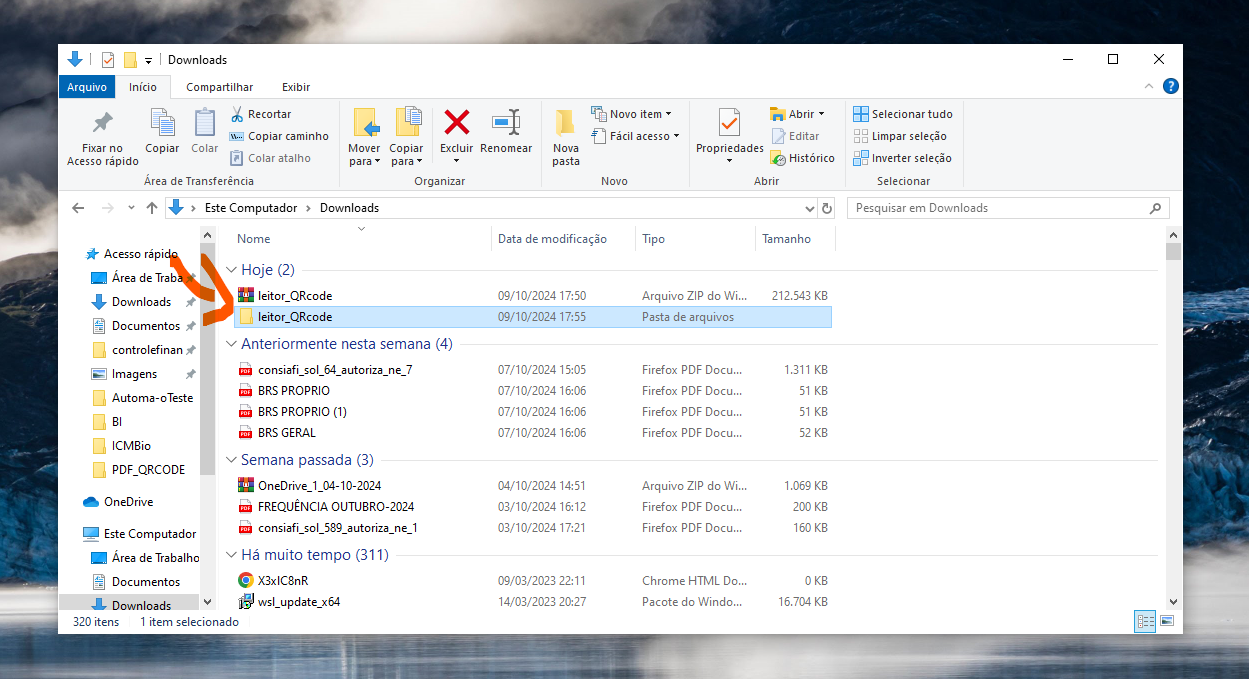 Downloads
Arquivo Início Compartilhar Exibir
Fixar no Acesso rápido
Copiar
Colar
Recortar
Copiar caminho
Colar atalho
Área de Transferência
Mover para
Copiar para
Excluir
Renomear
Organizar
Nova pasta
Novo item
Fácil acesso
Novo
Propriedades
Abrir
Editar
Histórico
Abrir
Selecionar tudo
Limpar seleção
Inverter seleção
Selecionar
Este Computador Downloads
Pesquisar em Downloads
Acesso rápido
Área de Traba
Downloads
Documentos
controlefinan
Imagens
Automa-oTeste
BI
ICMBio
PDF_QRCODE
OneDrive
Este Computador
Área de Trabalho
Documentos
Downloads
Nome Data de modificação Tipo Tamanho
Hoje (2)
leitor_QRcode 09/10/2024 17:50 Arquivo ZIP do Wi... 212.543 KB
leitor_QRcode 09/10/2024 17:55 Pasta de arquivos
Anteriormente nesta semana (4)
consiafi_sol_64_autoriza_ne_7 07/10/2024 15:05 Firefox PDF Docu... 1.311 KB
BRS PROPRIO 07/10/2024 16:06 Firefox PDF Docu... 51 KB
BRS PROPRIO (1) 07/10/2024 16:06 Firefox PDF Docu... 51 KB
BRS GERAL 07/10/2024 16:06 Firefox PDF Docu... 52 KB
Semana passada (3)
OneDrive_1_04-10-2024 04/10/2024 14:51 Arquivo ZIP do Wi... 1.069 KB
FREQUÊNCIA OUTUBRO-2024 03/10/2024 16:12 Firefox PDF Docu... 200 KB
consiafi_sol_589_autoriza_ne_1 03/10/2024 17:21 Firefox PDF Docu... 160 KB
Há muito tempo (311)
X3xIC8nR 09/03/2023 22:11 Chrome HTML Do... 0 KB
wsl_update_x64 14/03/2023 20:27 Pacote do Windo... 16.704 KB
320 itens 1 item selecionado